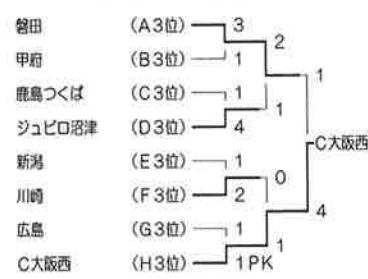 磐田 (A3位) 3
甲府 (B3位) 1
2
鹿島つくば (C3位) 1
ジュビロ沼津 (D3位) 4
1
1
新潟 (E3位) 1
川崎 (F3位) 2
0
広島 (G3位) 1
C大阪西 (H3位) 1PK
1
4
C大阪西